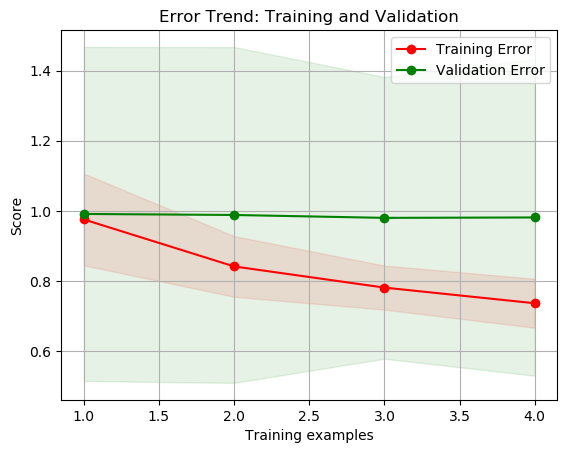 Error Trend: Training and Validation
Training Error
Validation Error
1.4
1.2
1.0
0.8
0.6
Score
1.0 1.5 2.0 2.5 3.0 3.5 4.0
Training examples